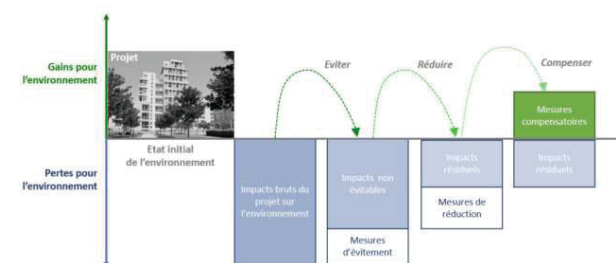 Gains pour
l'environnement
Projet
Eviter
Réduire
Compenser
Mesures
compensatoires
Etat initial
de l'environnement
Pertes pour
l'environnement
Impacts bruts du
projet sur
l'environnement
Impacts non
évitables
Mesures
d'évitement
Impacts
résiduels
Mesures de
réduction
Impacts
résiduels